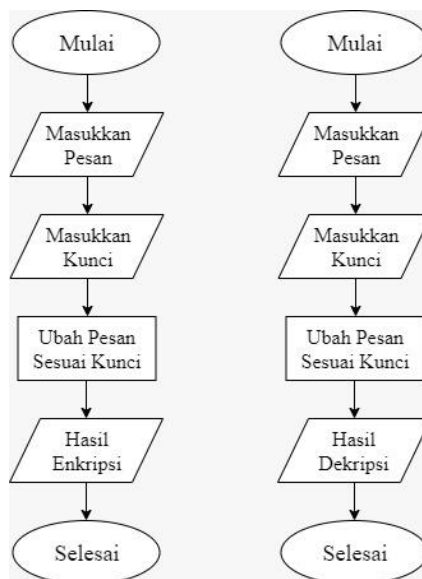 Mulai
Masukkan
Pesan
Masukkan
Kunci
Ubah Pesan
Sesuai Kunci
Hasil
Enkripsi
Selesai
Mulai
Masukkan
Pesan
Masukkan
Kunci
Ubah Pesan
Sesuai Kunci
Hasil
Dekripsi
Selesai